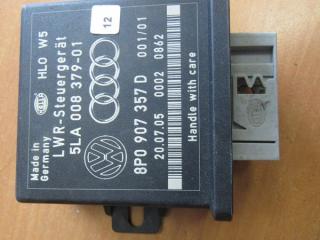 12
HLO W5
LWR-Steuergerät
5LA 008 379-01
Made in
Germany
8P0 907 357 D 001/01
20.07.05 0002 0862
Handle with care